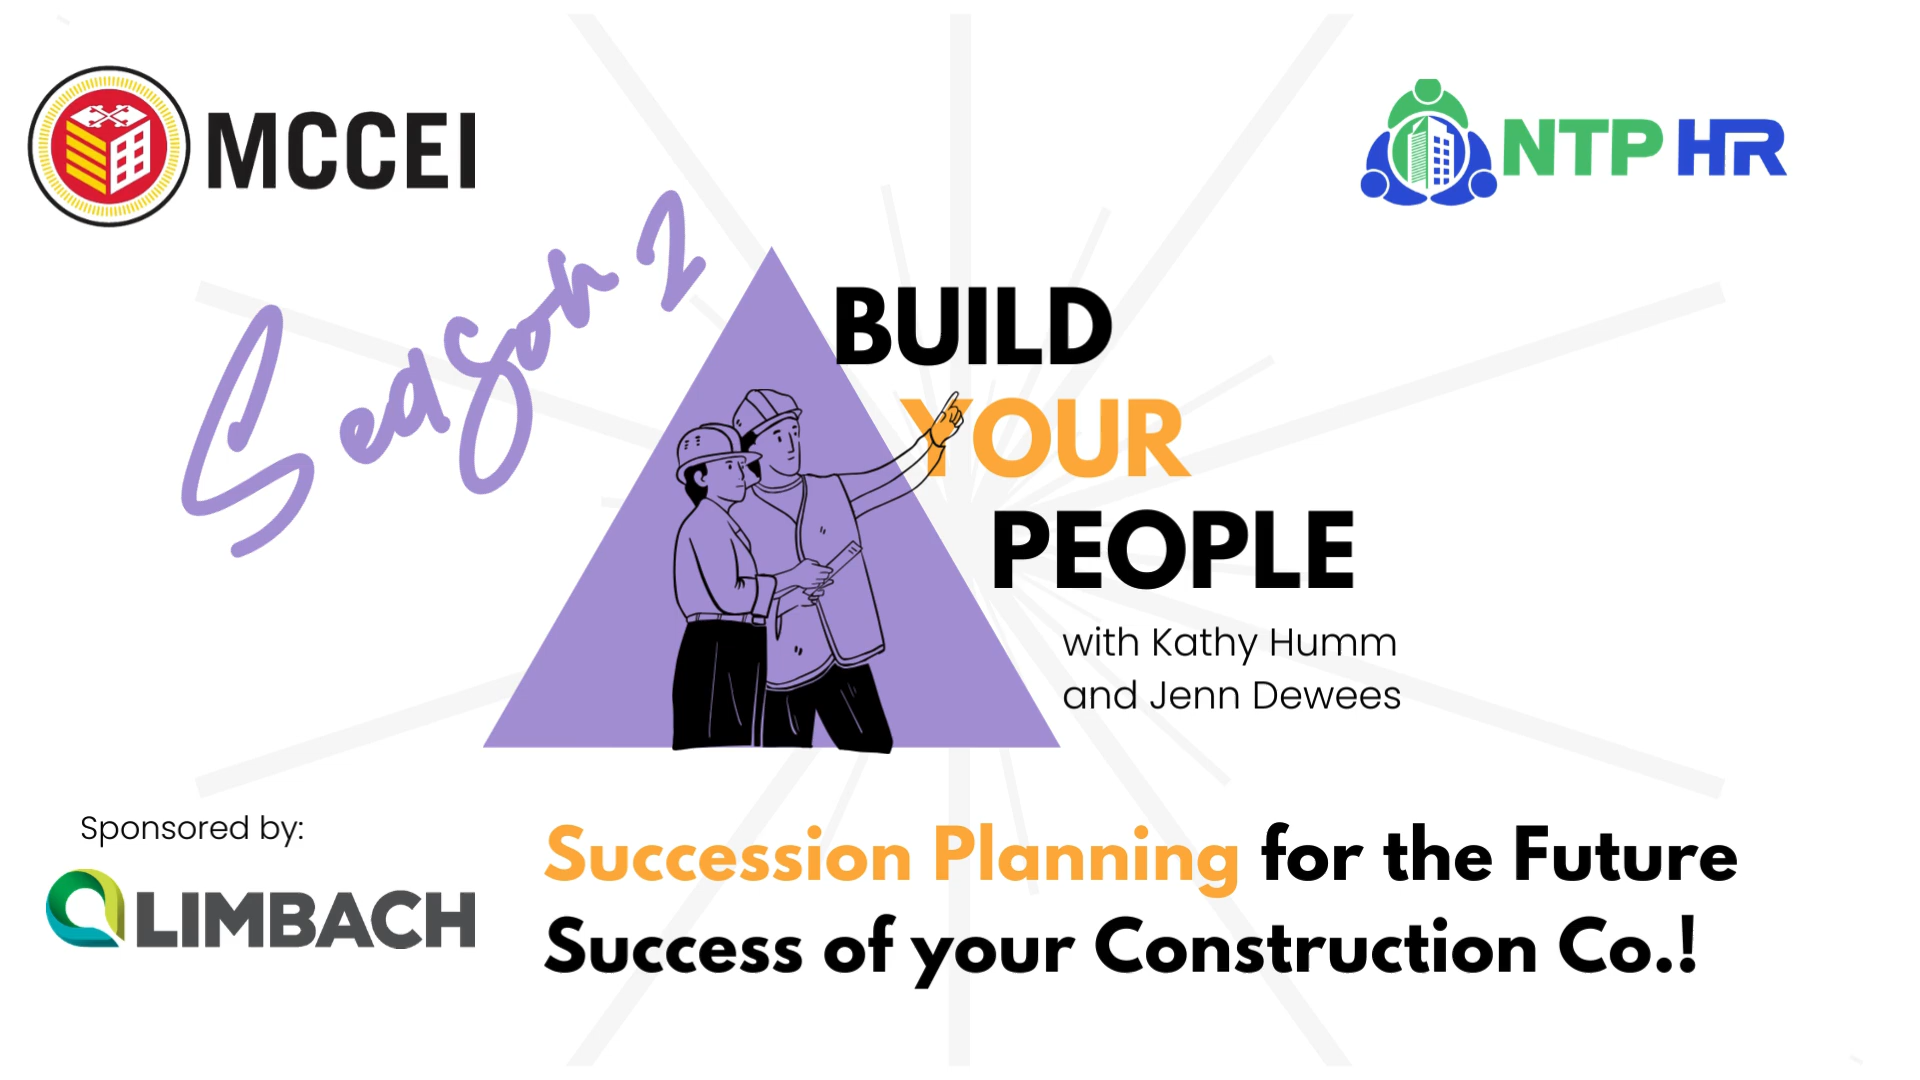 MCCEI
NTP HR
Season 2
BUILD
YOUR
PEOPLE
with Kathy Humm
and Jenn Dewees
Sponsored by:
LIMBACH
Succession Planning for the Future
Success of your Construction Co.!